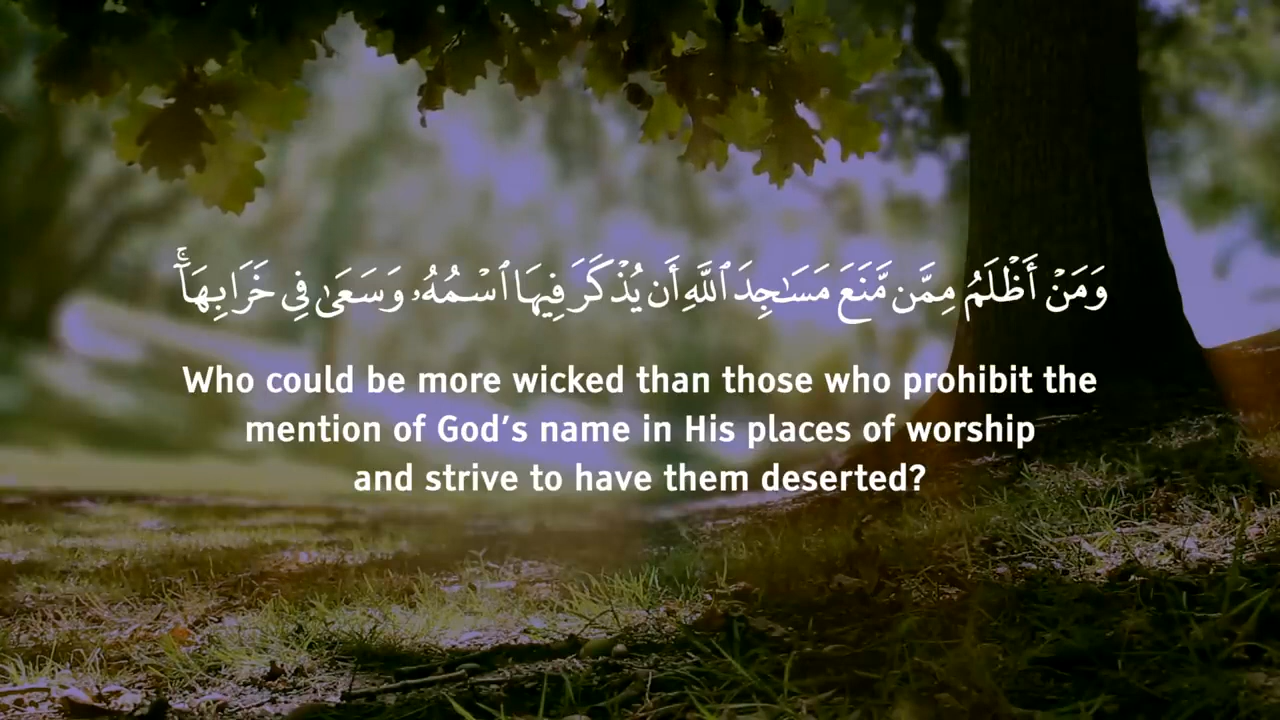 وَمَنْ أَظْلَمُ مِمَّن مَّنَعَ مَسَـٰجِدَ ٱللَّهِ أَن يُذْكَرَ فِيهَا ٱسْمُهُۥ وَسَعَىٰ فِى خَرَابِهَآ ۚ
Who could be more wicked than those who prohibit the
mention of God’s name in His places of worship
and strive to have them deserted?